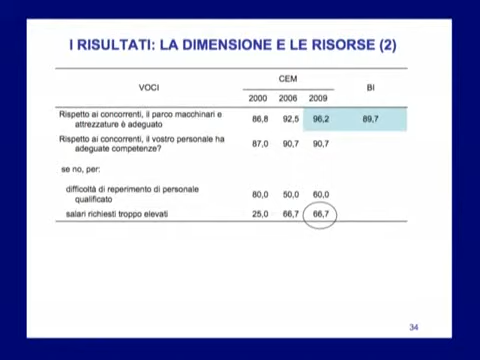 I RISULTATI: LA DIMENSIONE E LE RISORSE (2)
VOCI CEM BI
2000 2006 2009
Rispetto ai concorrenti, il parco macchinari e
attrezzature è adeguato 86,8 92,5 96,2 89,7
Rispetto ai concorrenti, il vostro personale ha
adeguate competenze? 87,0 90,7 90,7
se no, per:
difficoltà di reperimento di personale
qualificato 80,0 50,0 60,0
salari richiesti troppo elevati 25,0 66,7 66,7
34